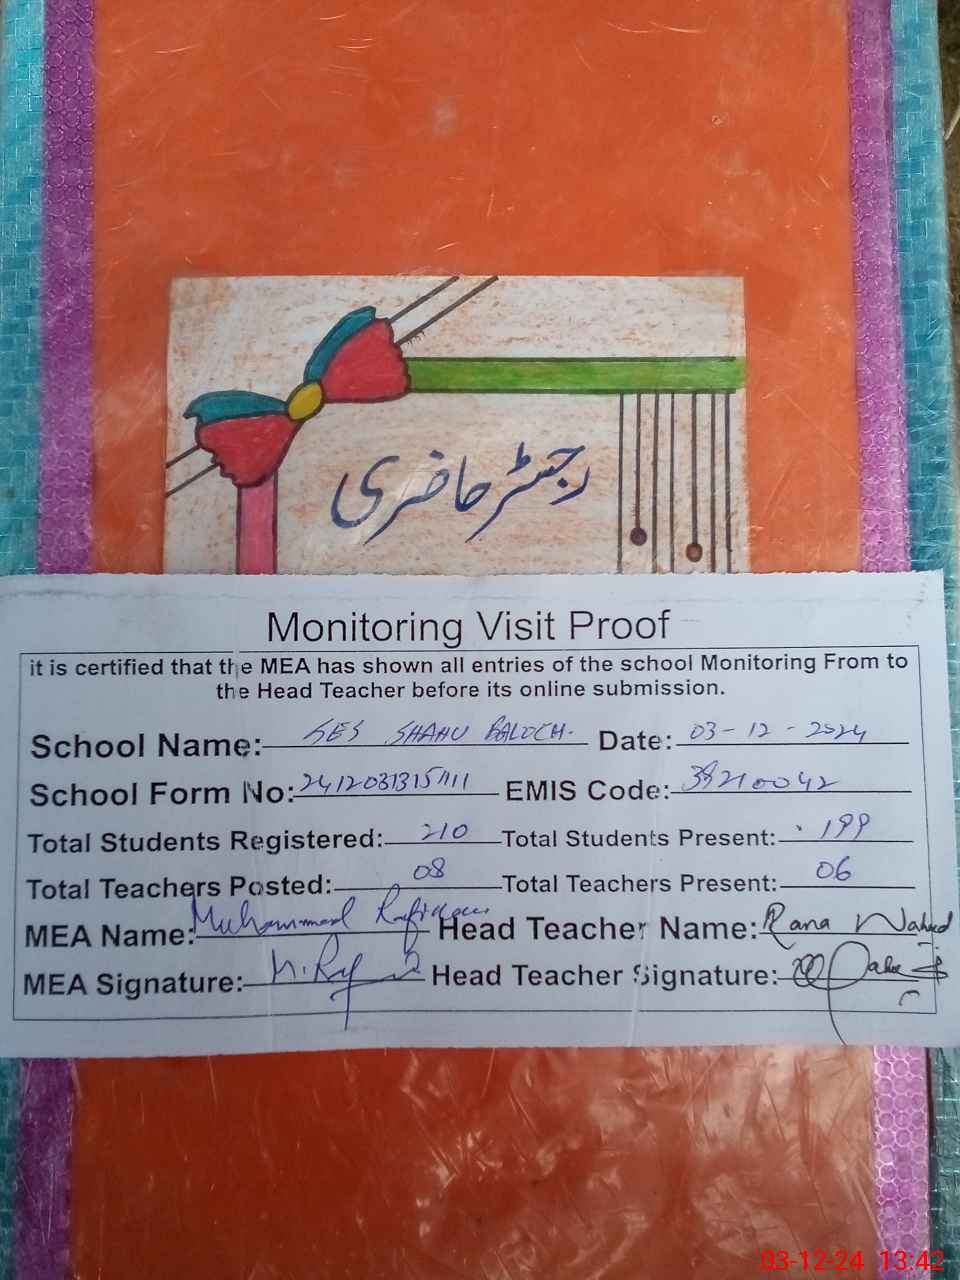 رجسٹر حاضری
Monitoring Visit Proof
it is certified that the MEA has shown all entries of the school Monitoring From to
the Head Teacher before its online submission.
School Name: GES SHAHU BALOCH. Date: 03-12-2024
School Form No: 2412031315111 EMIS Code: 38210042
Total Students Registered: 210 Total Students Present: 199
Total Teachers Posted: 08 Total Teachers Present: 06
MEA Name: Muhammad Head Teacher Name: Rana Naheed
MEA Signature: Head Teacher Signature:
03-12-24 13:42